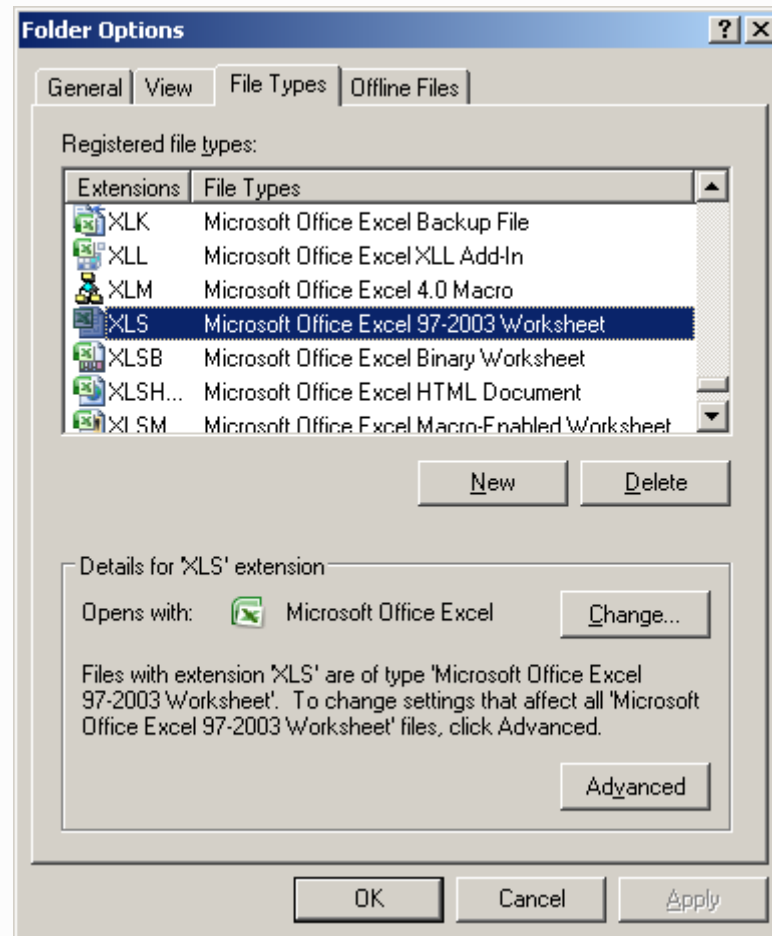 Folder Options
General View File Types Offline Files
Registered file types:
Extensions File Types
XLK Microsoft Office Excel Backup File
XLL Microsoft Office Excel XLL Add-In
XLM Microsoft Office Excel 4.0 Macro
XLS Microsoft Office Excel 97-2003 Worksheet
XLSB Microsoft Office Excel Binary Worksheet
XLSH... Microsoft Office Excel HTML Document
XLSM Microsoft Office Excel Macro-Enabled Worksheet
New Delete
Details for 'XLS' extension
Opens with: Microsoft Office Excel Change...
Files with extension 'XLS' are of type 'Microsoft Office Excel
97-2003 Worksheet'. To change settings that affect all 'Microsoft
Office Excel 97-2003 Worksheet' files, click Advanced.
Advanced
OK Cancel Apply